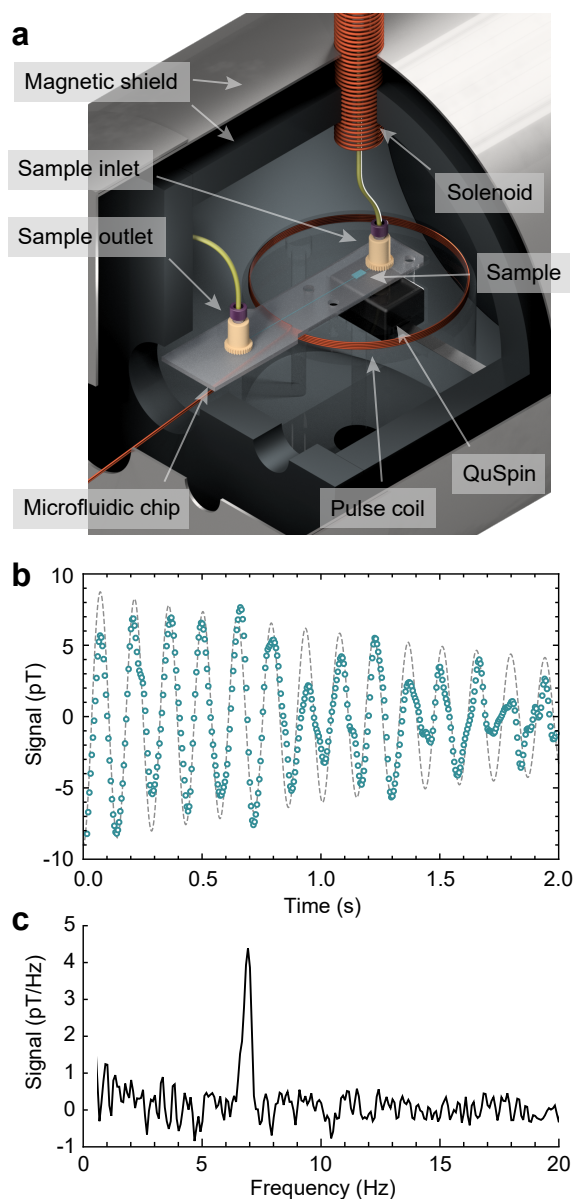 a
Magnetic shield
Sample inlet
Solenoid
Sample outlet
Sample
QuSpin
Microfluidic chip
Pulse coil
b
10
5
0
-5
-10
Signal (pT)
0.0
0.5
1.0
1.5
2.0
Time (s)
c
5
4
3
2
1
0
-1
Signal (pT/Hz)
0
5
10
15
20
Frequency (Hz)